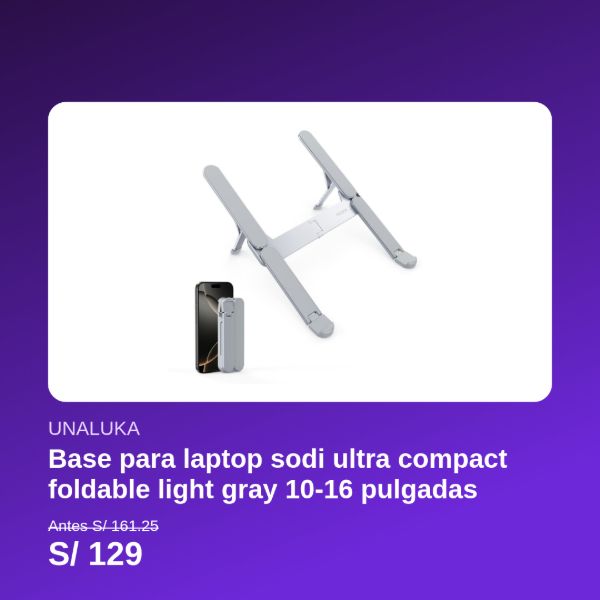 UNALUKA
Base para laptop sodi ultra compact
foldable light gray 10-16 pulgadas
Antes S/ 161.25
S/ 129